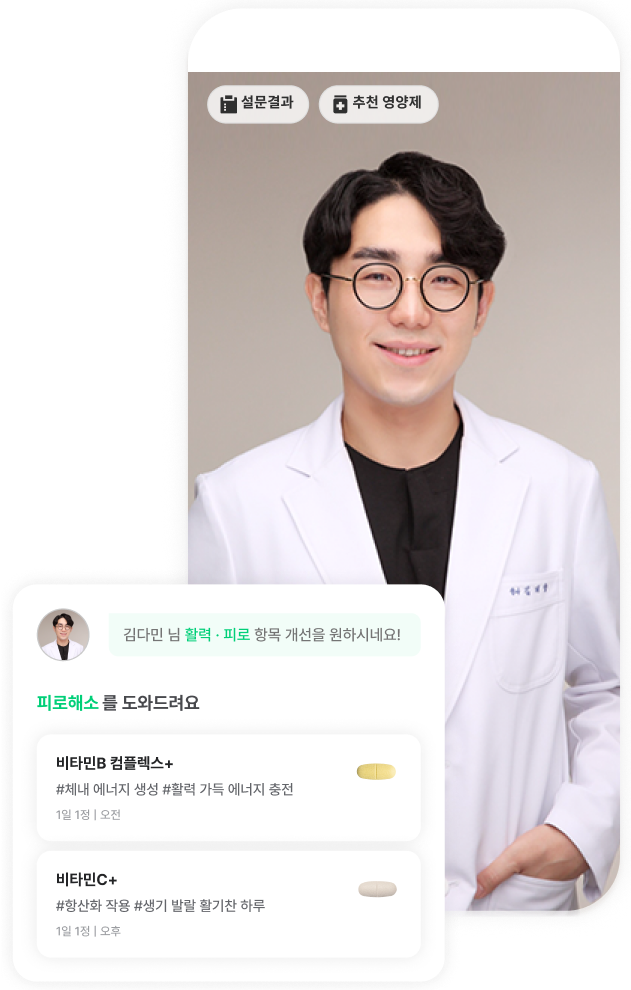 설문결과
추천 영양제
김다민 님 활력 · 피로 항목 개선을 원하시네요!
피로해소를 도와드려요
비타민B 컴플렉스+
#체내 에너지 생성 #활력 가득 에너지 충전
1일 1정 | 오전
비타민C+
#항산화 작용 #생기 발랄 활기찬 하루
1일 1정 | 오후